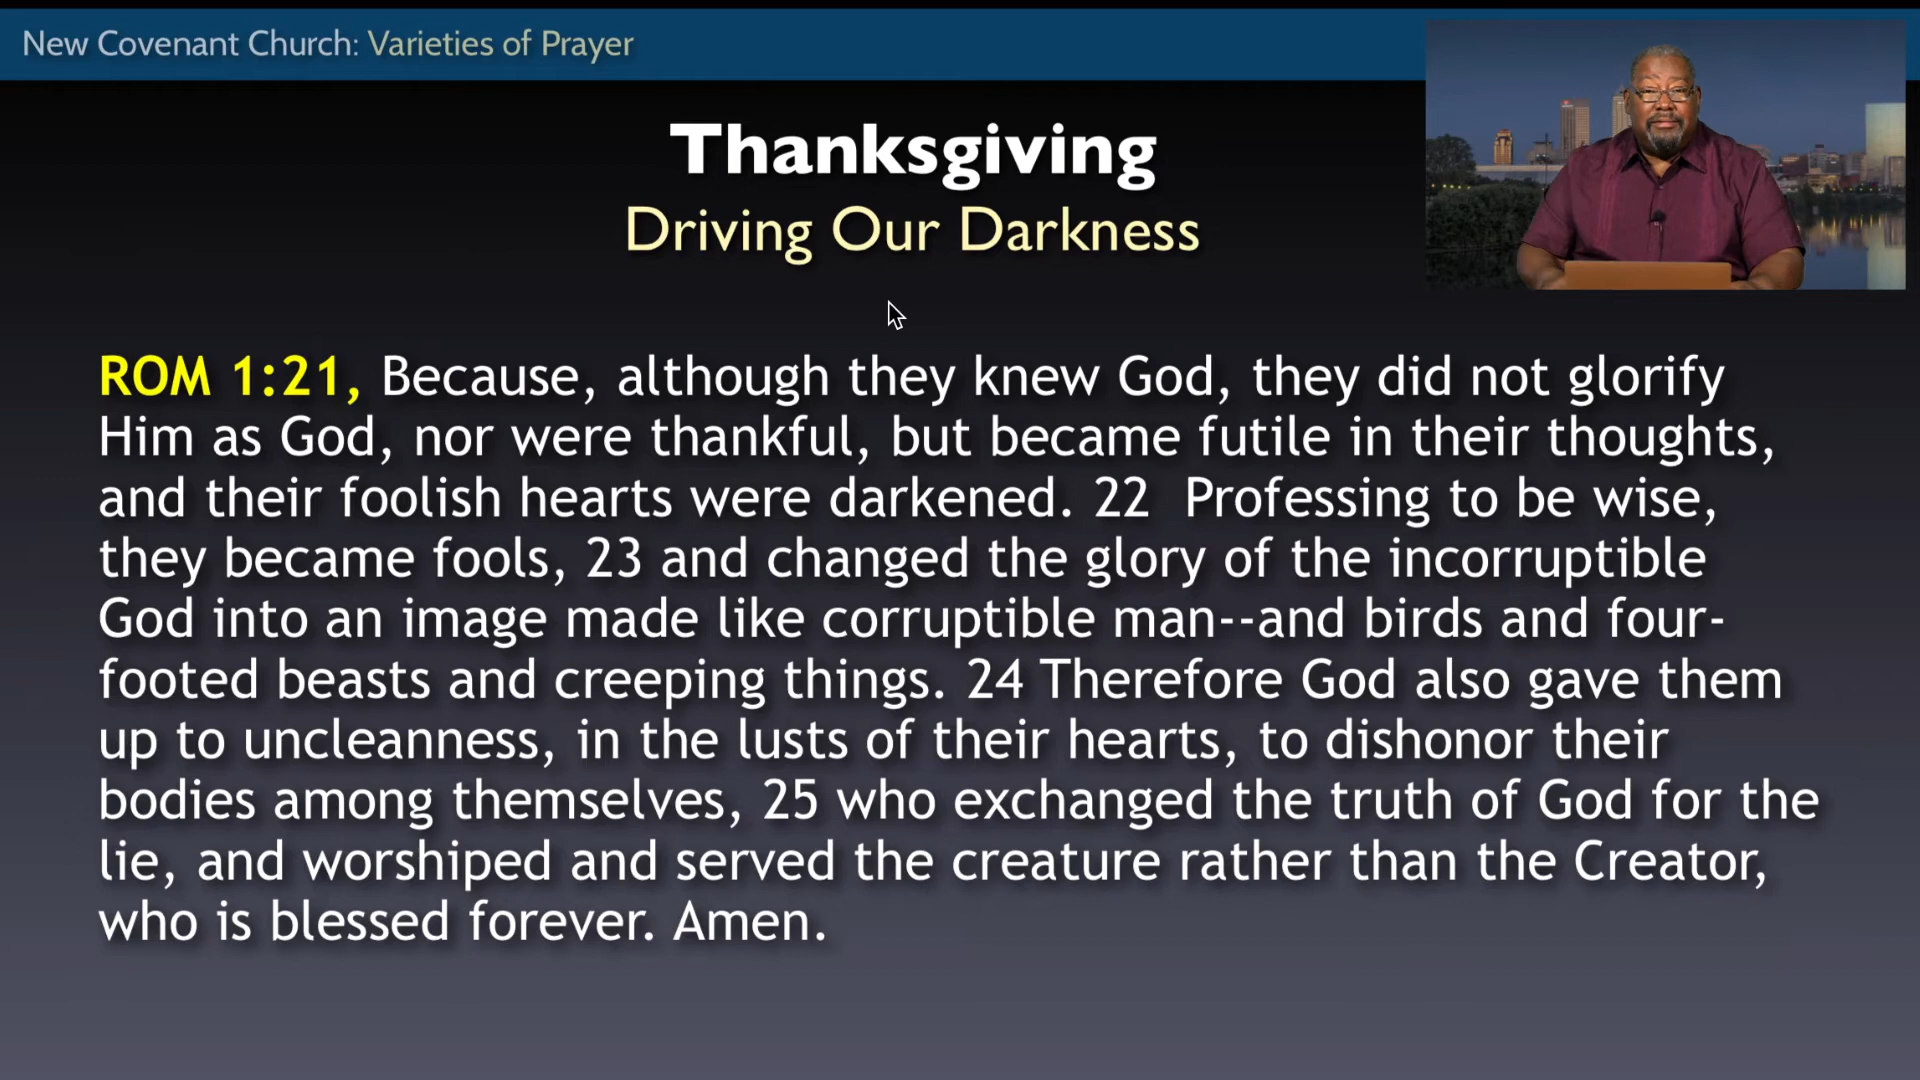 New Covenant Church: Varieties of Prayer
Thanksgiving
Driving Our Darkness
ROM 1:21, Because, although they knew God, they did not glorify
Him as God, nor were thankful, but became futile in their thoughts,
and their foolish hearts were darkened. 22  Professing to be wise,
they became fools, 23 and changed the glory of the incorruptible
God into an image made like corruptible man--and birds and four-
footed beasts and creeping things. 24 Therefore God also gave them
up to uncleanness, in the lusts of their hearts, to dishonor their
bodies among themselves, 25 who exchanged the truth of God for the
lie, and worshiped and served the creature rather than the Creator,
who is blessed forever. Amen.